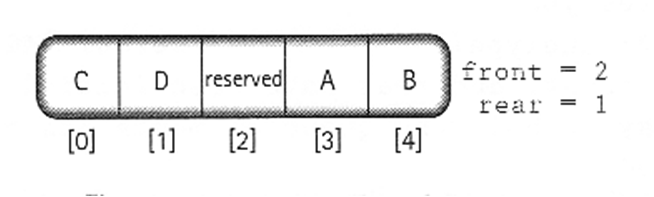 C D reserved A B
[0] [1] [2] [3] [4]
front = 2
rear = 1